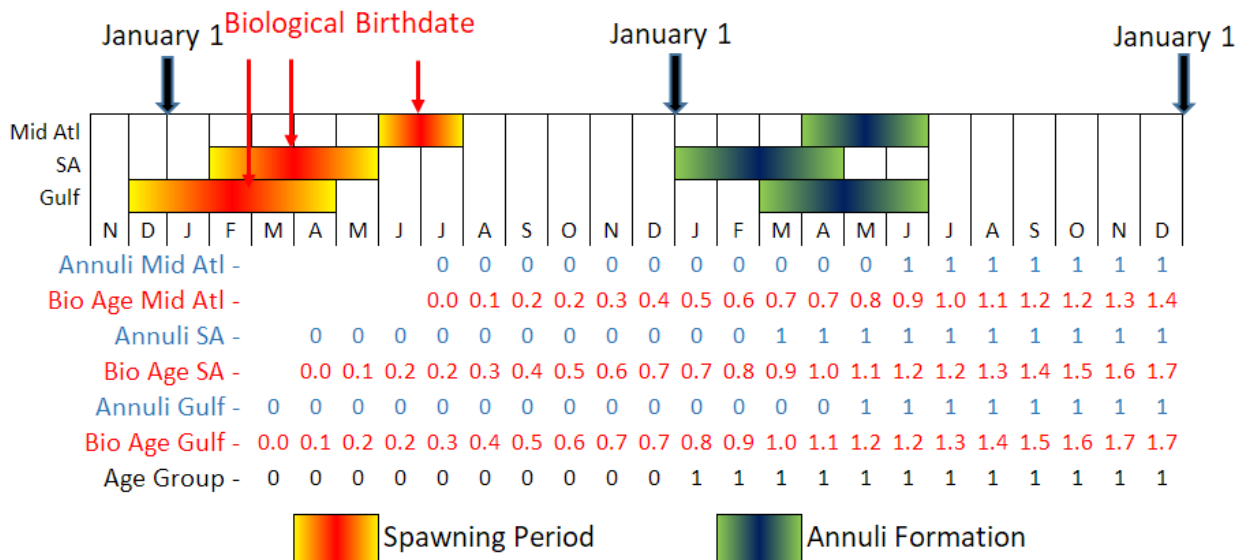 Biological Birthdate
January 1 January 1 January 1
Mid Atl
SA
Gulf
N D J F M A M J J A S O N D J F M A M J J A S O N D
Annuli Mid Atl - 0 0 0 0 0 0 0 0 0 0 0 1 1 1 1 1 1 1
Bio Age Mid Atl - 0.0 0.1 0.2 0.2 0.3 0.4 0.5 0.6 0.7 0.7 0.8 0.9 1.0 1.1 1.2 1.2 1.3 1.4
Annuli SA - 0 0 0 0 0 0 0 0 0 0 0 1 1 1 1 1 1 1 1 1 1
Bio Age SA - 0.0 0.1 0.2 0.2 0.3 0.4 0.5 0.6 0.7 0.7 0.8 0.9 1.0 1.1 1.2 1.2 1.3 1.4 1.5 1.6 1.7
Annuli Gulf - 0 0 0 0 0 0 0 0 0 0 0 0 0 0 1 1 1 1 1 1 1 1
Bio Age Gulf - 0.0 0.1 0.2 0.2 0.3 0.4 0.5 0.6 0.7 0.7 0.8 0.9 1.0 1.1 1.2 1.2 1.3 1.4 1.5 1.6 1.7 1.7
Age Group - 0 0 0 0 0 0 0 0 0 0 1 1 1 1 1 1 1 1 1 1 1 1
Spawning Period Annuli Formation